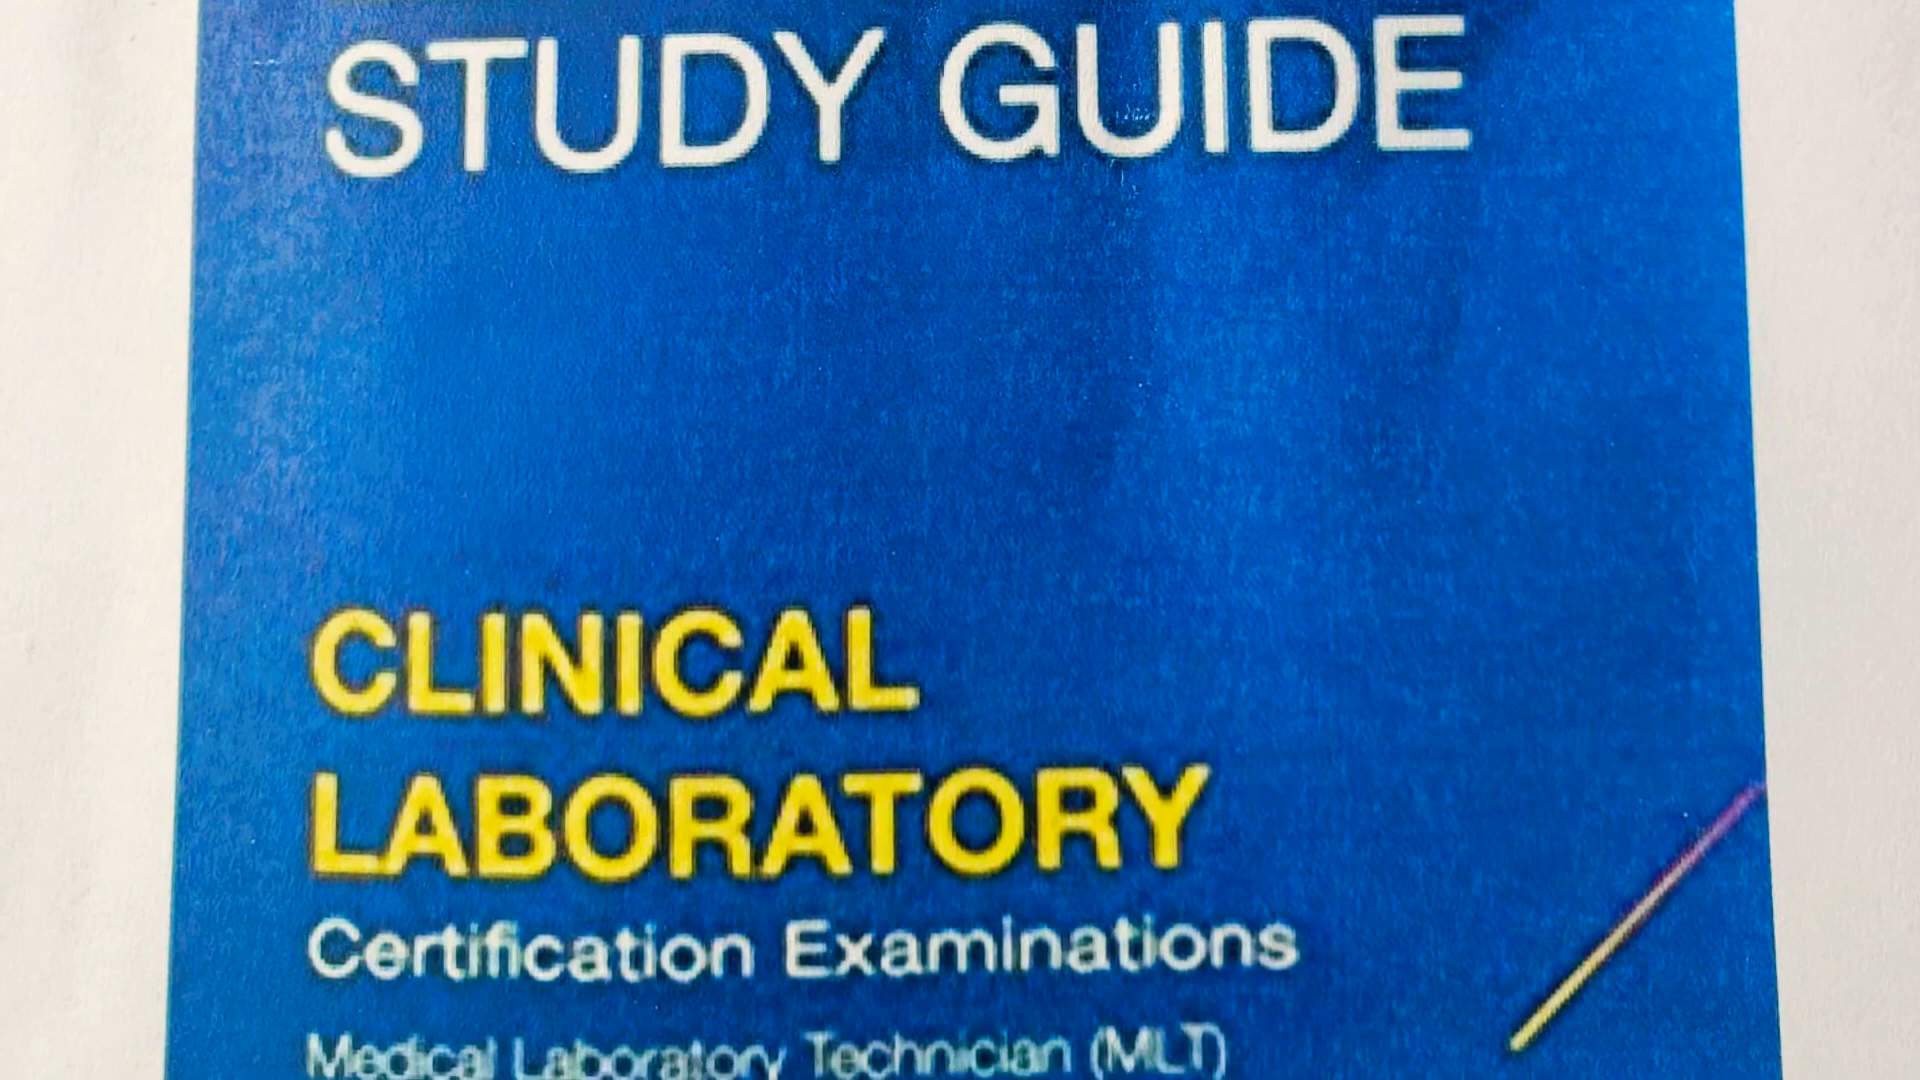 STUDY GUIDE
CLINICAL
LABORATORY
Certification Examinations
Medical Laboratory Technician (MLT)